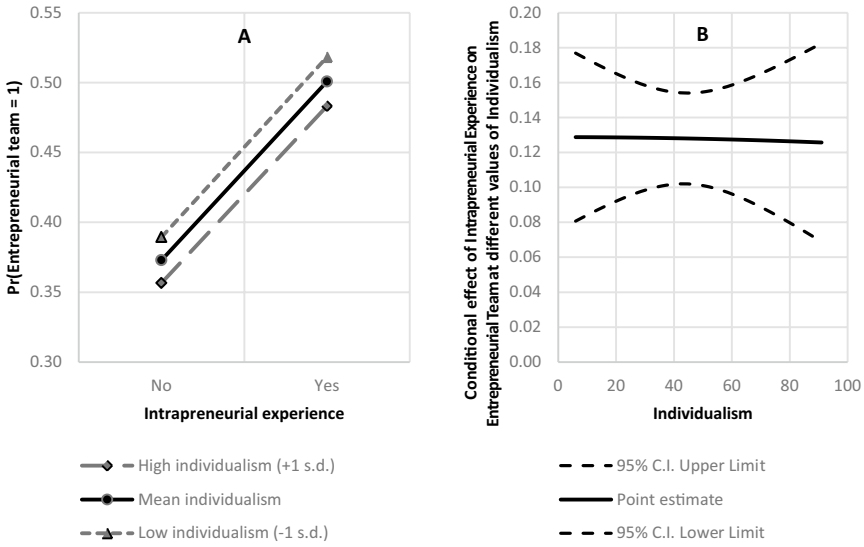 A
Pr(Entrepreneurial team = 1)
0.55
0.50
0.45
0.40
0.35
0.30
No
Yes
Intrapreneurial experience
High individualism (+1 s.d.)
Mean individualism
Low individualism (-1 s.d.)
B
Conditional effect of Intrapreneurial Experience on
Entrepreneurial Team at different values of Individualism
0.20
0.18
0.16
0.14
0.12
0.10
0.08
0.06
0.04
0.02
0.00
0
20
40
60
80
100
Individualism
95% C.I. Upper Limit
Point estimate
95% C.I. Lower Limit